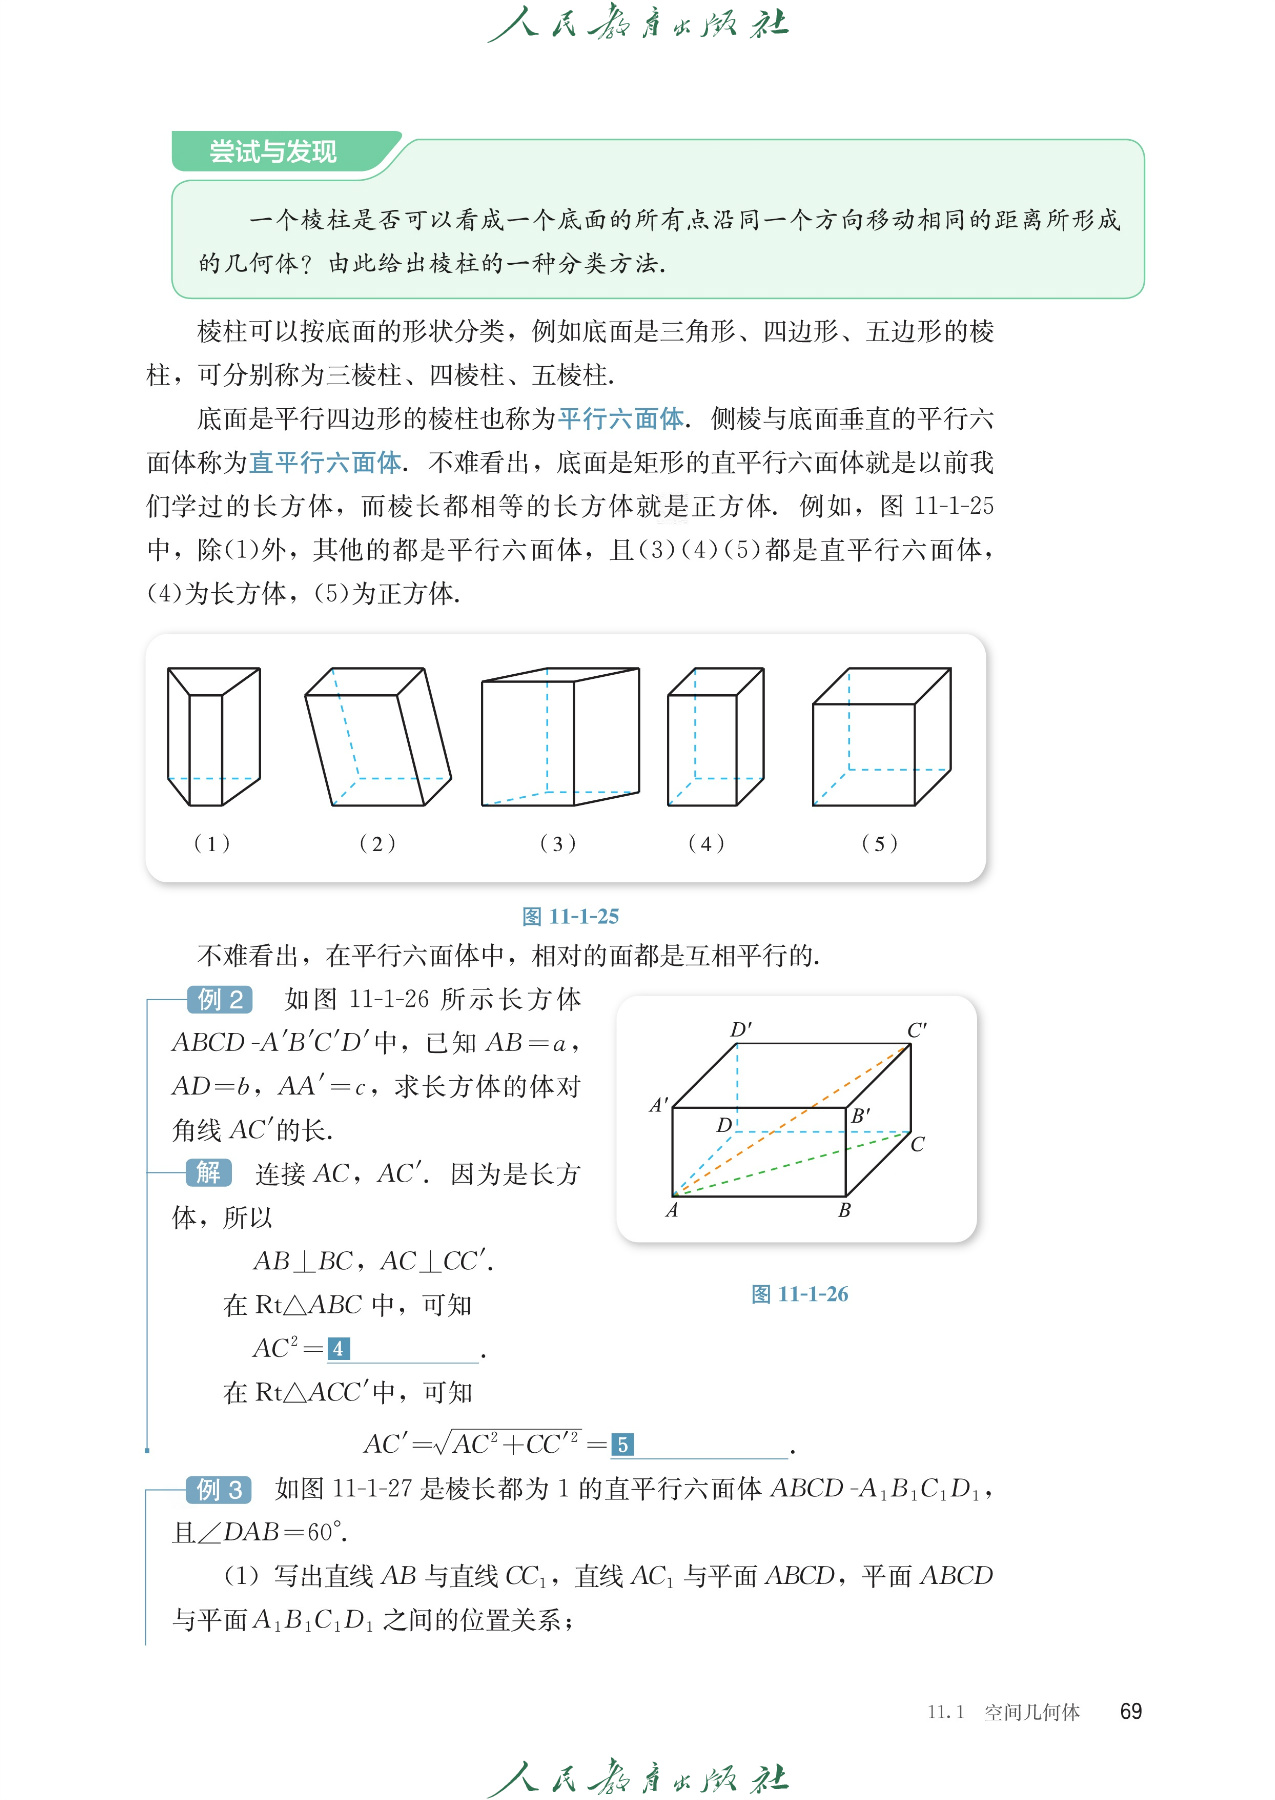 人民教育出版社
尝试与发现
一个棱柱是否可以看成一个底面的所有点沿同一个方向移动相同的距离所形成
的几何体？由此给出棱柱的一种分类方法.
棱柱可以按底面的形状分类，例如底面是三角形、四边形、五边形的棱
柱，可分别称为三棱柱、四棱柱、五棱柱.
底面是平行四边形的棱柱也称为平行六面体. 侧棱与底面垂直的平行六
面体称为直平行六面体. 不难看出，底面是矩形的直平行六面体就是以前我
们学过的长方体，而棱长都相等的长方体就是正方体. 例如，图 11-1-25
中，除(1)外，其他的都是平行六面体，且(3)(4)(5)都是直平行六面体，
(4)为长方体，(5)为正方体.
（1） （2） （3） （4） （5）
图 11-1-25
不难看出，在平行六面体中，相对的面都是互相平行的.
例 2 如图 11-1-26 所示长方体
ABCD-A′B′C′D′中，已知 AB=a，
AD=b，AA′=c，求长方体的体对
角线 AC′的长.
解 连接 AC，AC′. 因为是长方
体，所以
AB⊥BC，AC⊥CC′.
在 Rt△ABC 中，可知
AC²=4 .
在 Rt△ACC′中，可知
AC′=√AC²+CC′² =5 .
D′ C′
A′ B′
D C
A B
图 11-1-26
例 3 如图 11-1-27 是棱长都为 1 的直平行六面体 ABCD-A₁B₁C₁D₁，
且∠DAB=60°.
（1）写出直线 AB 与直线 CC₁，直线 AC₁ 与平面 ABCD，平面 ABCD
与平面 A₁B₁C₁D₁ 之间的位置关系；
11.1 空间几何体 69
人民教育出版社